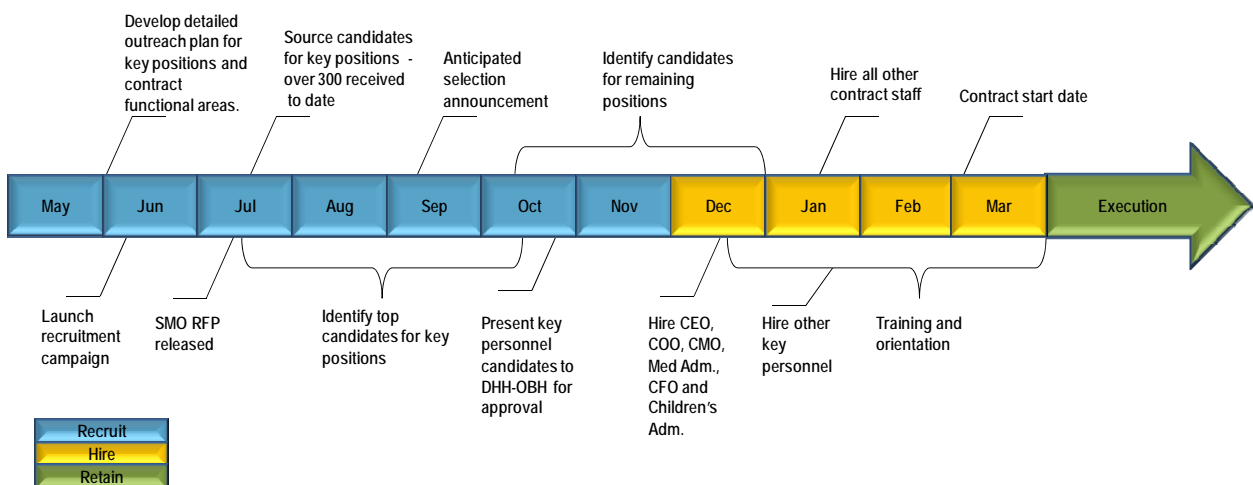 Develop detailed
outreach plan for
key positions and
contract
functional areas.
Source candidates
for key positions -
over 300 received
to date
Anticipated
selection
announcement
Identify candidates
for remaining
positions
Hire all other
contract staff
Contract start date
May
Jun
Jul
Aug
Sep
Oct
Nov
Dec
Jan
Feb
Mar
Execution
Launch
recruitment
campaign
SMO RFP
released
Identify top
candidates for key
positions
Present key
personnel
candidates to
DHH-OBH for
approval
Hire CEO,
COO, CMO,
Med Adm.,
CFO and
Children's
Adm.
Hire other
key
personnel
Training and
orientation
Recruit
Hire
Retain